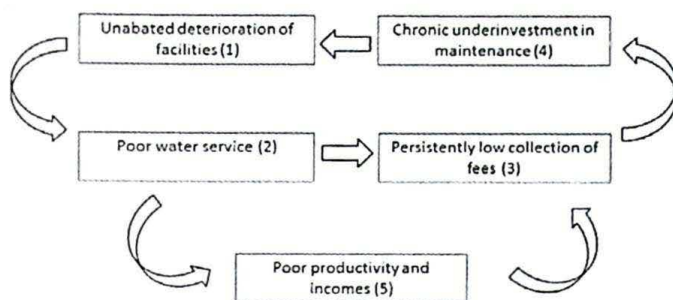 Unabated deterioration of
facilities (1)
Chronic underinvestment in
maintenance (4)
Poor water service (2)
Persistently low collection of
fees (3)
Poor productivity and
incomes (5)